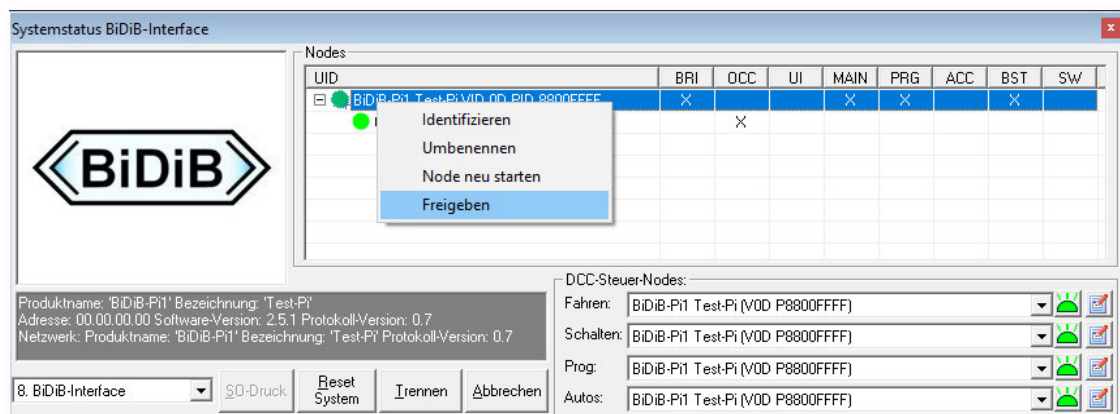 Systemstatus BiDiB-Interface
x
Nodes
UID BRI OCC UI MAIN PRG ACC BST SW
BiDiB-Pi1 Test-Pi VID 0D PID 8800FFFF X X X X
X
Identifizieren
Umbenennen
Node neu starten
Freigeben
BiDiB
Produktname: 'BiDiB-Pi1' Bezeichnung: 'Test-Pi'
Adresse: 00.00.00.00 Software-Version: 2.5.1 Protokoll-Version: 0.7
Netzwerk: Produktname: 'BiDiB-Pi1' Bezeichnung: 'Test-Pi' Protokoll-Version: 0.7
8. BiDiB-Interface
SO-Druck
Reset
System
Trennen
Abbrechen
DCC-Steuer-Nodes:
Fahren: BiDiB-Pi1 Test-Pi (V0D P8800FFFF)
Schalten: BiDiB-Pi1 Test-Pi (V0D P8800FFFF)
Prog: BiDiB-Pi1 Test-Pi (V0D P8800FFFF)
Autos: BiDiB-Pi1 Test-Pi (V0D P8800FFFF)